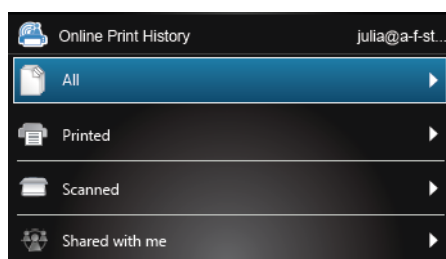 Online Print History julia@a-f-st...
All
Printed
Scanned
Shared with me